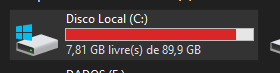 Disco Local (C:)
7,81 GB livre(s) de 89,9 GB